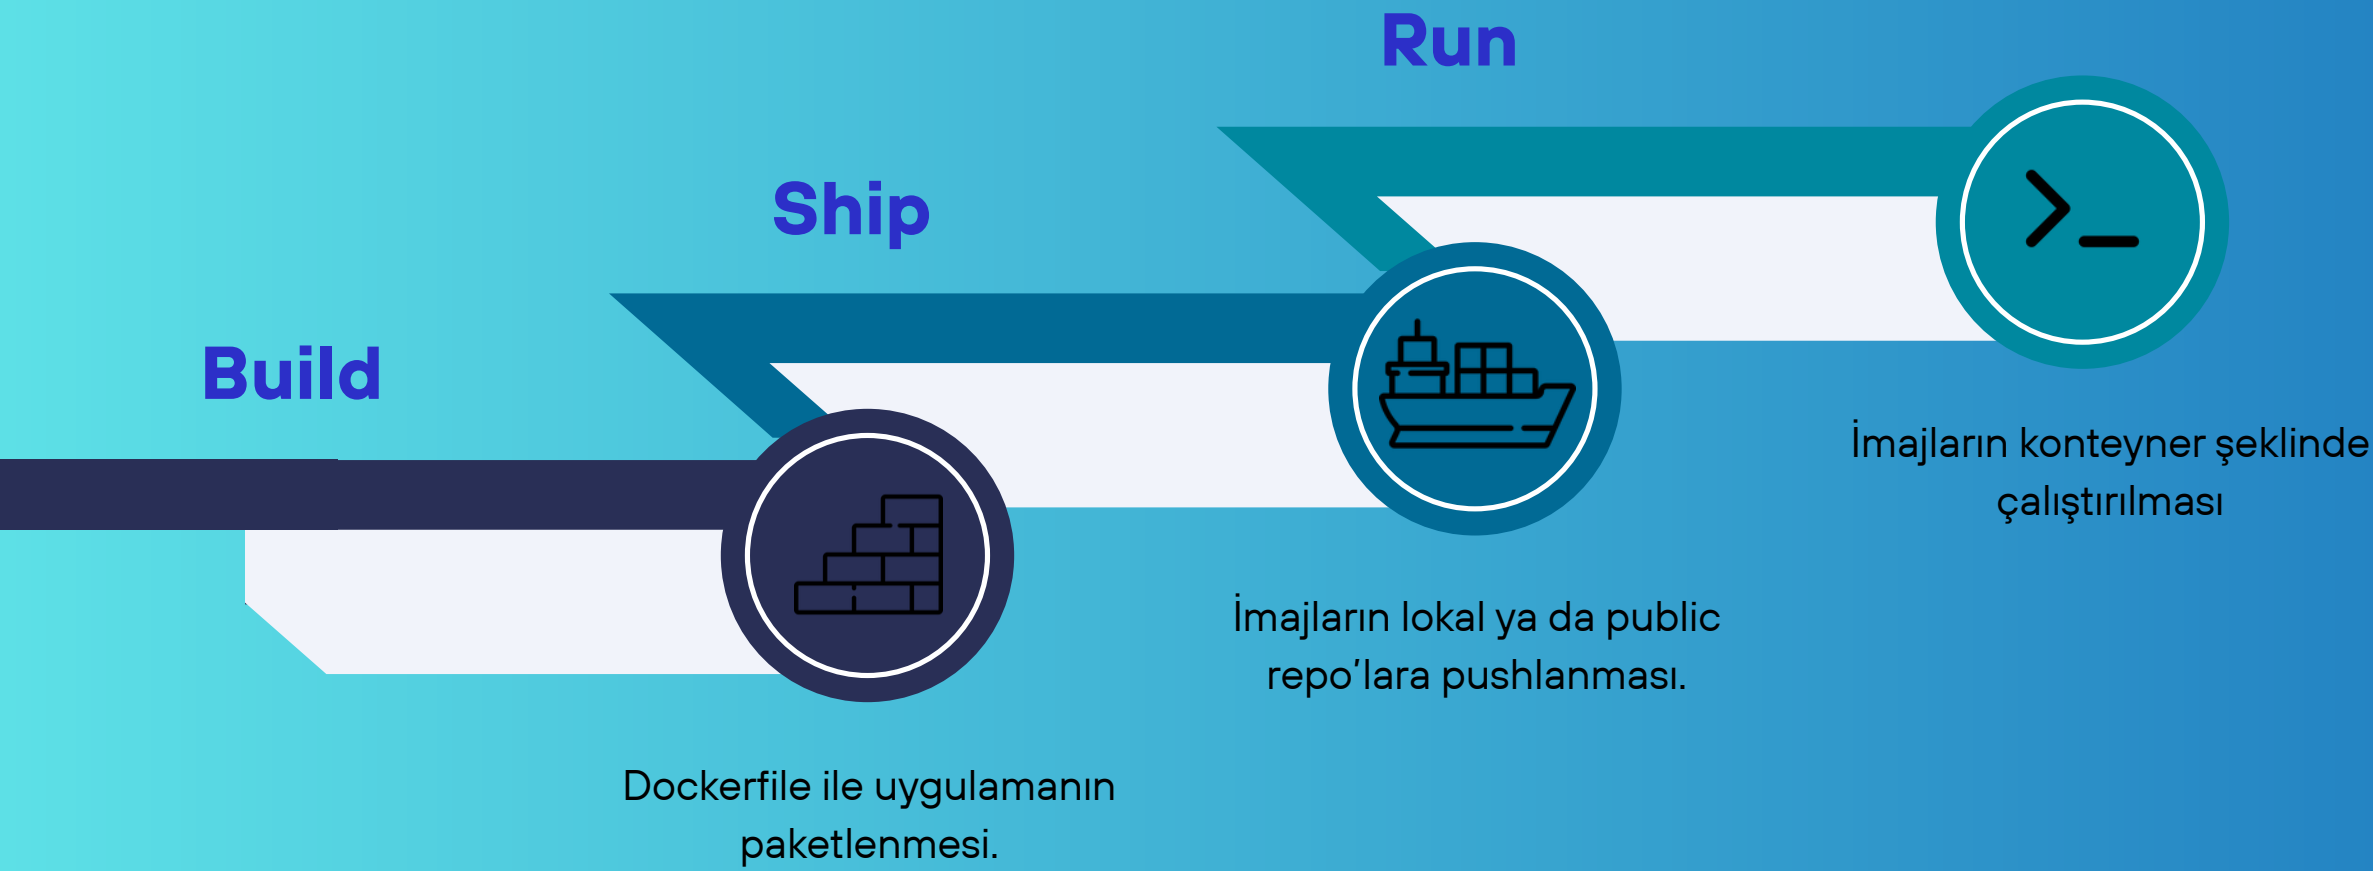 Build
Dockerfile ile uygulamanın
paketlenmesi.
Ship
İmajların lokal ya da public
repo’lara pushlanması.
Run
İmajların konteyner şeklinde
çalıştırılması